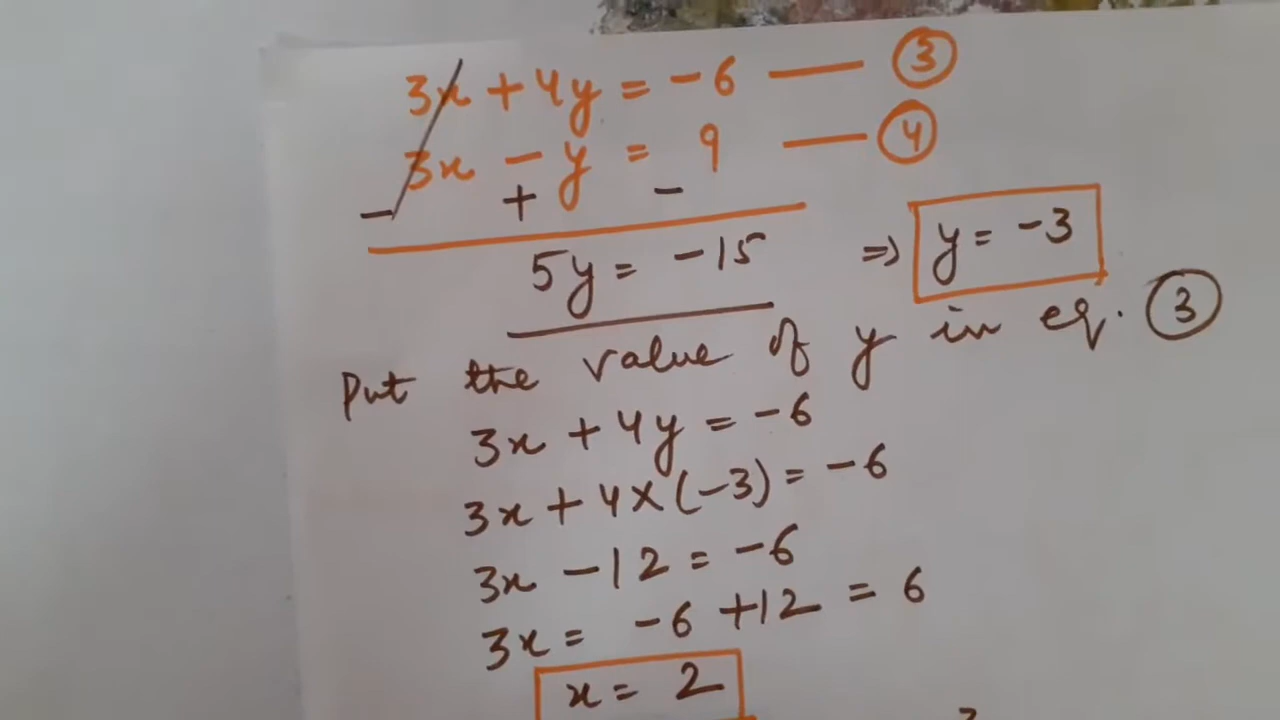 3x + 4y = -6 — ③
3x - y = 9 — ④
- + -
5y = -15 ⇒ y = -3
Put the value of y in eq. ③
3x + 4y = -6
3x + 4×(-3) = -6
3x - 12 = -6
3x = -6 + 12 = 6
x = 2